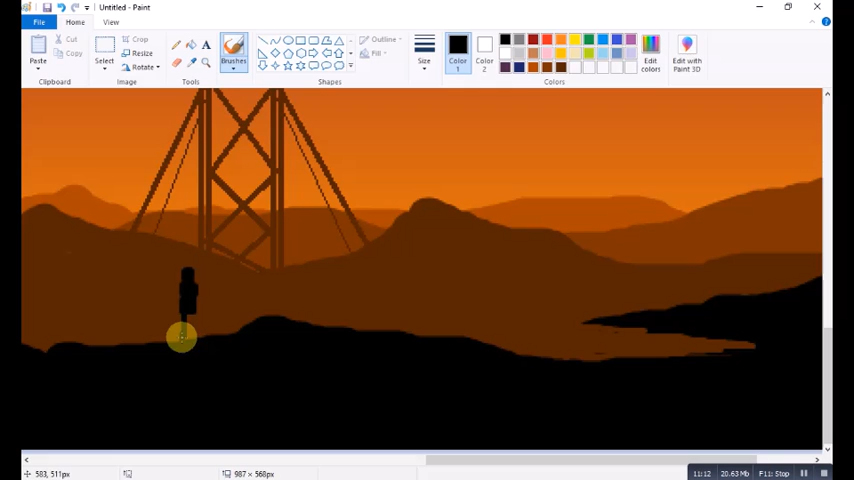 Untitled - Paint
File Home View
Paste
Cut
Copy
Clipboard
Select
Crop
Resize
Rotate
Image
A
Tools
Brushes
Outline
Fill
Shapes
Size
Color 1
Color 2
Edit colors
Colors
Edit with Paint 3D
583, 511px
987 × 568px
11:12 20.63 Mb F11: Stop